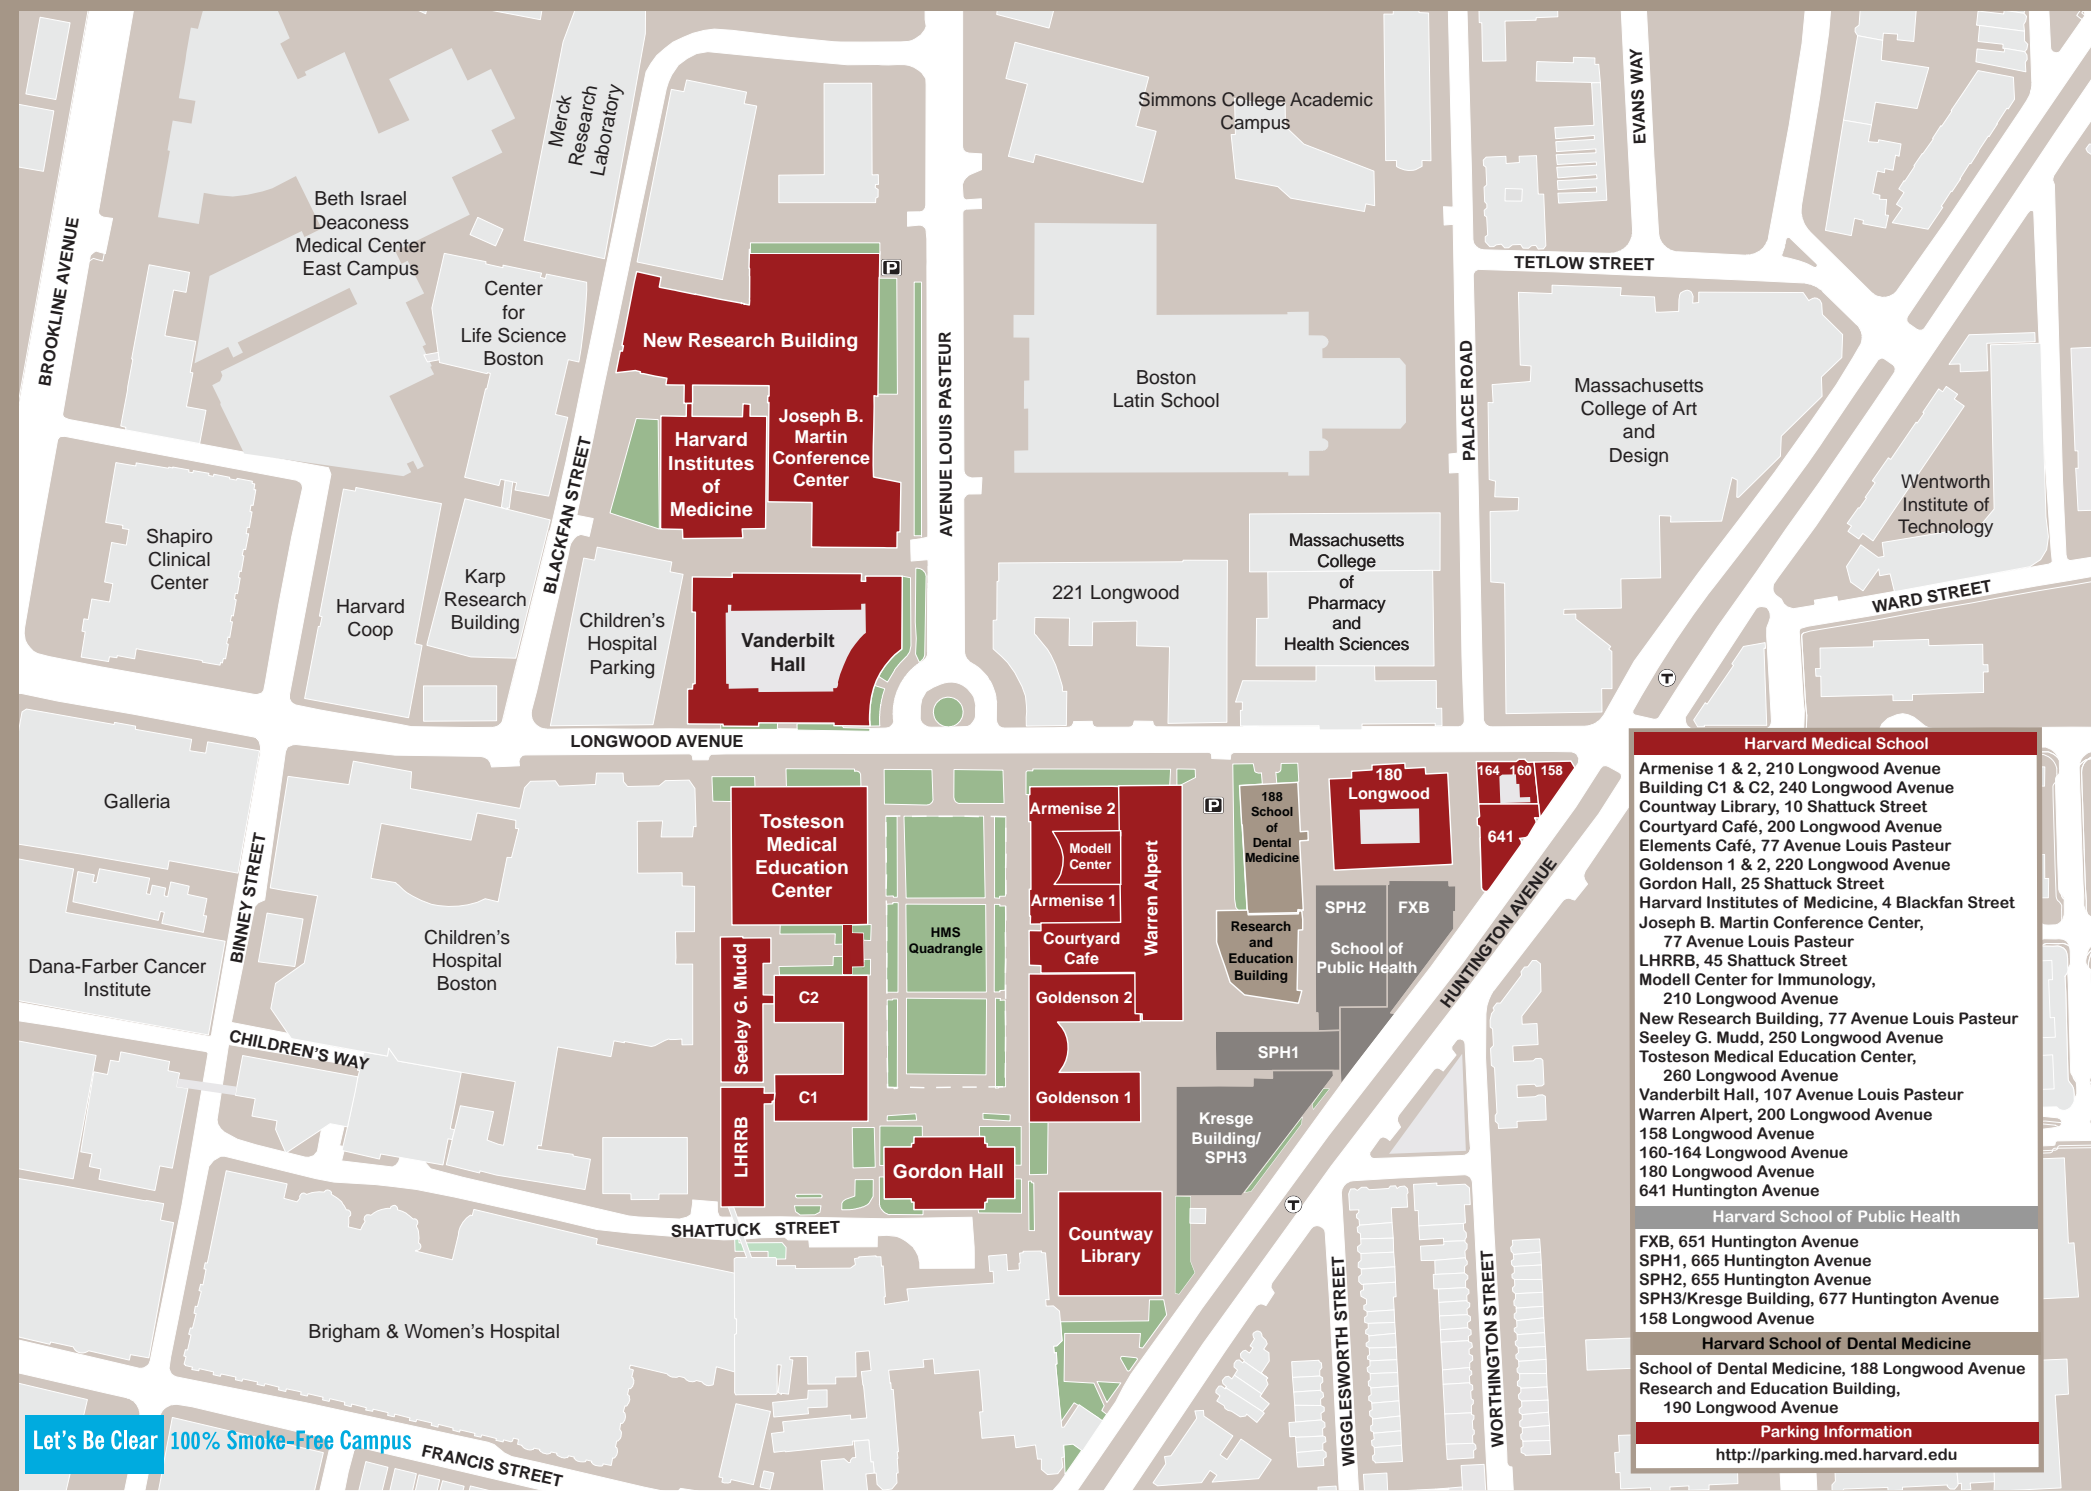 Merck
Research
Laboratory
Simmons College Academic
Campus
EVANS WAY
Beth Israel
Deaconess
Medical Center
East Campus
BROOKLINE AVENUE
Center
for
Life Science
Boston
P
TETLOW STREET
New Research Building
AVENUE LOUIS PASTEUR
Boston
Latin School
PALACE ROAD
Massachusetts
College of Art
and
Design
Joseph B.
Martin
Conference
Center
Harvard
Institutes
of
Medicine
BLACKFAN STREET
Wentworth
Institute of
Technology
Shapiro
Clinical
Center
Harvard
Coop
Karp
Research
Building
Children's
Hospital
Parking
Vanderbilt
Hall
221 Longwood
Massachusetts
College
of
Pharmacy
and
Health Sciences
WARD STREET
T
LONGWOOD AVENUE
Galleria
BINNEY STREET
Tosteson
Medical
Education
Center
Armenise 2
Modell
Center
Armenise 1
Warren Alpert
Courtyard
Cafe
P
188
School
of
Dental
Medicine
180
Longwood
164 160 158
641
HUNTINGTON AVENUE
Dana-Farber Cancer
Institute
Children's
Hospital
Boston
Seeley G. Mudd
C2
HMS
Quadrangle
Goldenson 2
Research
and
Education
Building
SPH2 FXB
School of
Public Health
CHILDREN'S WAY
SPH1
LHRRB
C1
Goldenson 1
Kresge
Building/
SPH3
Gordon Hall
T
SHATTUCK STREET
Countway
Library
WIGGLESWORTH STREET
WORTHINGTON STREET
Brigham & Women's Hospital
Let's Be Clear 100% Smoke-Free Campus
FRANCIS STREET
Harvard Medical School
Armenise 1 & 2, 210 Longwood Avenue
Building C1 & C2, 240 Longwood Avenue
Countway Library, 10 Shattuck Street
Courtyard Café, 200 Longwood Avenue
Elements Café, 77 Avenue Louis Pasteur
Goldenson 1 & 2, 220 Longwood Avenue
Gordon Hall, 25 Shattuck Street
Harvard Institutes of Medicine, 4 Blackfan Street
Joseph B. Martin Conference Center,
77 Avenue Louis Pasteur
LHRRB, 45 Shattuck Street
Modell Center for Immunology,
210 Longwood Avenue
New Research Building, 77 Avenue Louis Pasteur
Seeley G. Mudd, 250 Longwood Avenue
Tosteson Medical Education Center,
260 Longwood Avenue
Vanderbilt Hall, 107 Avenue Louis Pasteur
Warren Alpert, 200 Longwood Avenue
158 Longwood Avenue
160-164 Longwood Avenue
180 Longwood Avenue
641 Huntington Avenue
Harvard School of Public Health
FXB, 651 Huntington Avenue
SPH1, 665 Huntington Avenue
SPH2, 655 Huntington Avenue
SPH3/Kresge Building, 677 Huntington Avenue
158 Longwood Avenue
Harvard School of Dental Medicine
School of Dental Medicine, 188 Longwood Avenue
Research and Education Building,
190 Longwood Avenue
Parking Information
http://parking.med.harvard.edu